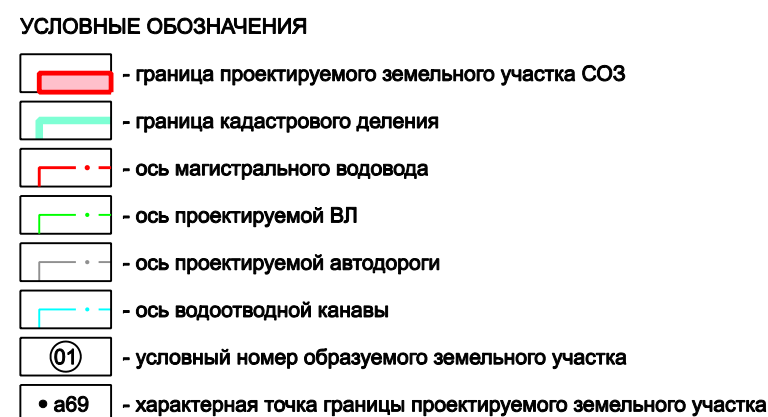 УСЛОВНЫЕ ОБОЗНАЧЕНИЯ
- граница проектируемого земельного участка СОЗ
- граница кадастрового деления
- ось магистрального водовода
- ось проектируемой ВЛ
- ось проектируемой автодороги
- ось водоотводной канавы
01 - условный номер образуемого земельного участка
• а69 - характерная точка границы проектируемого земельного участка